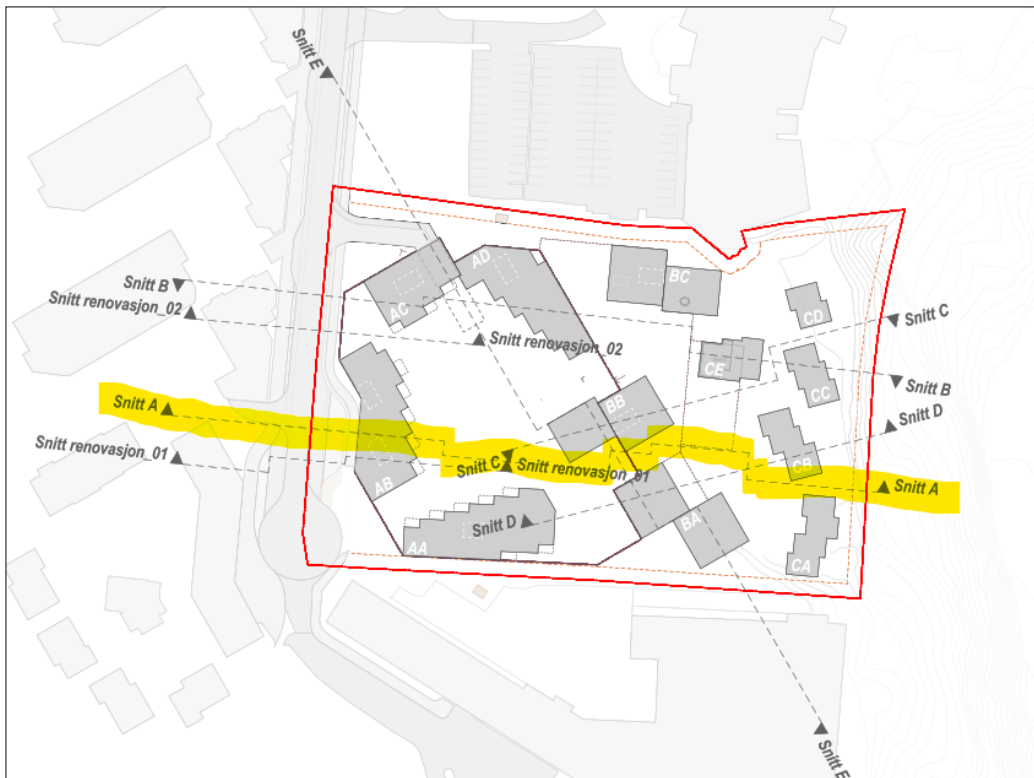 Snitt E
AD
AC
BC
Snitt B
Snitt renovasjon_02
CD
Snitt C
Snitt renovasjon_02
CE
CC
Snitt B
Snitt A
BB
Snitt D
Snitt renovasjon_01
Snitt C
Snitt renovasjon_01
CB
AB
Snitt A
Snitt D
BA
AA
CA
Snitt E